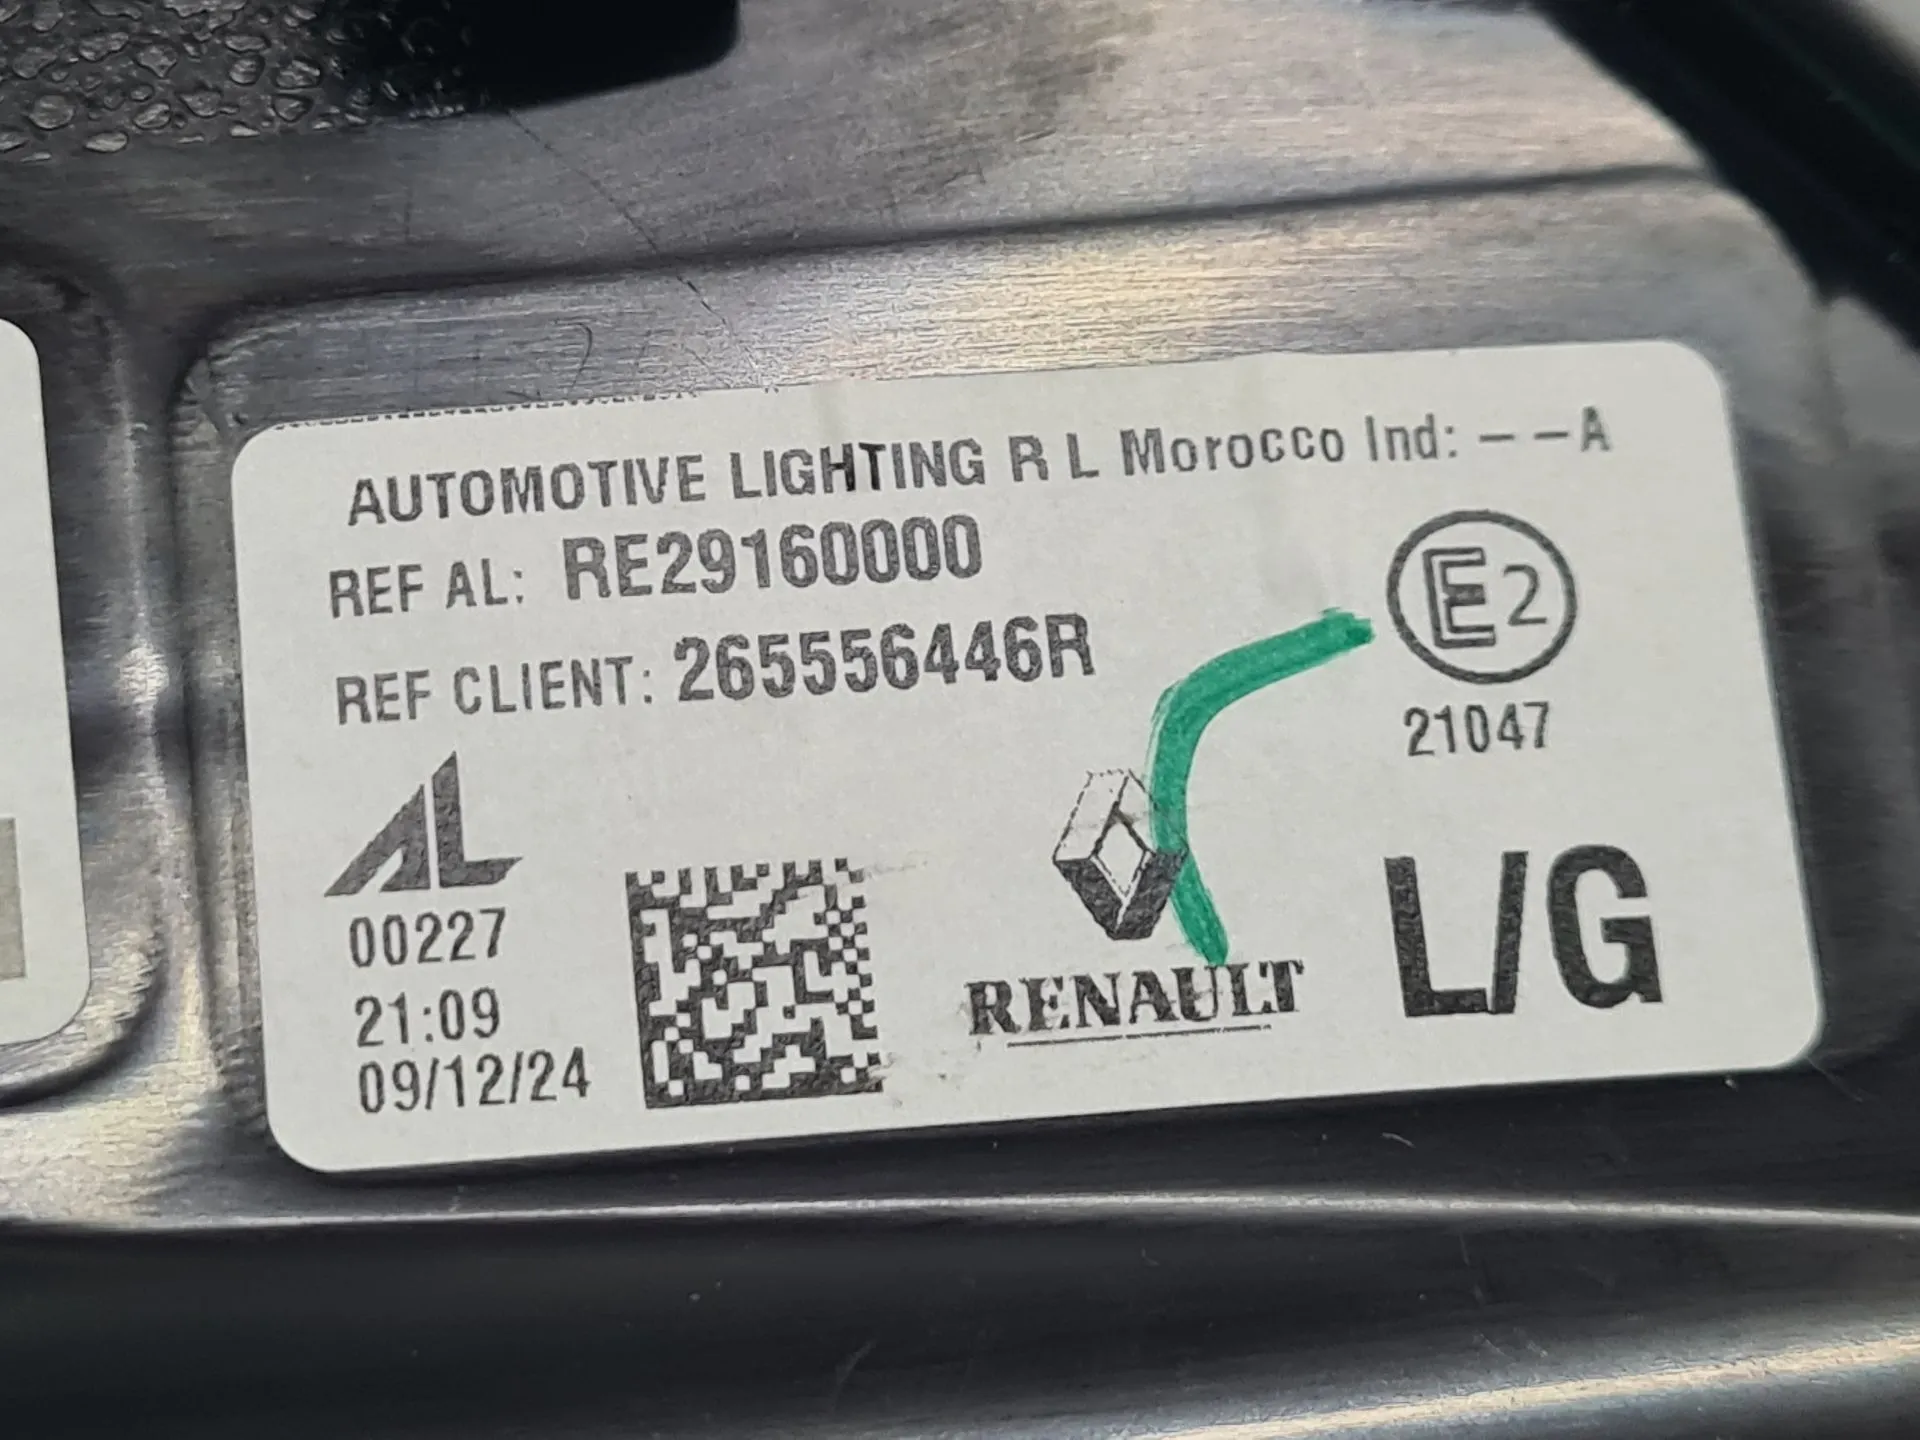 AUTOMOTIVE LIGHTING R L Morocco Ind: --A
REF AL: RE29160000
REF CLIENT: 265556446R
E2
21047
AL
00227
21:09
09/12/24
RENAULT
L/G